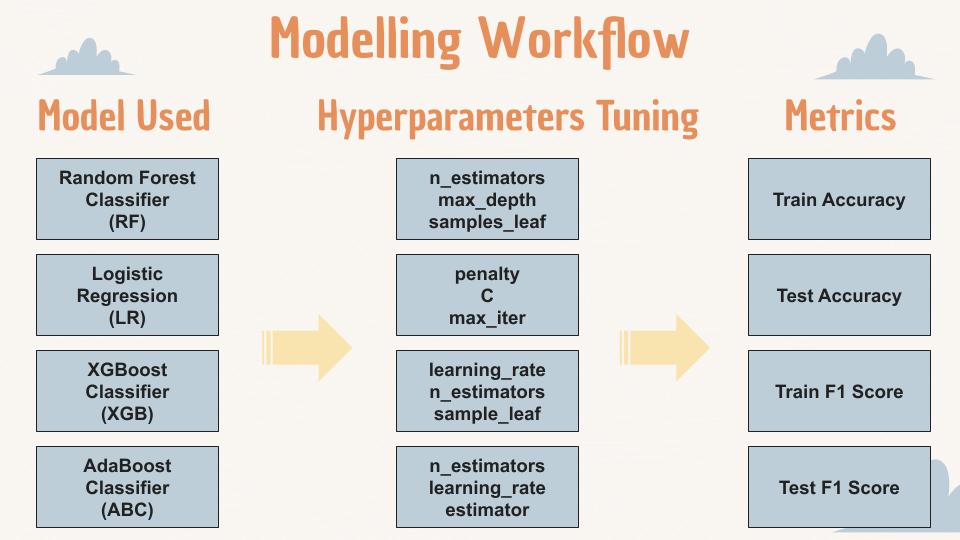 Modelling Workflow
Model Used
Hyperparameters Tuning
Metrics
Random Forest
Classifier
(RF)
n_estimators
max_depth
samples_leaf
Train Accuracy
Logistic
Regression
(LR)
penalty
C
max_iter
Test Accuracy
XGBoost
Classifier
(XGB)
learning_rate
n_estimators
sample_leaf
Train F1 Score
AdaBoost
Classifier
(ABC)
n_estimators
learning_rate
estimator
Test F1 Score